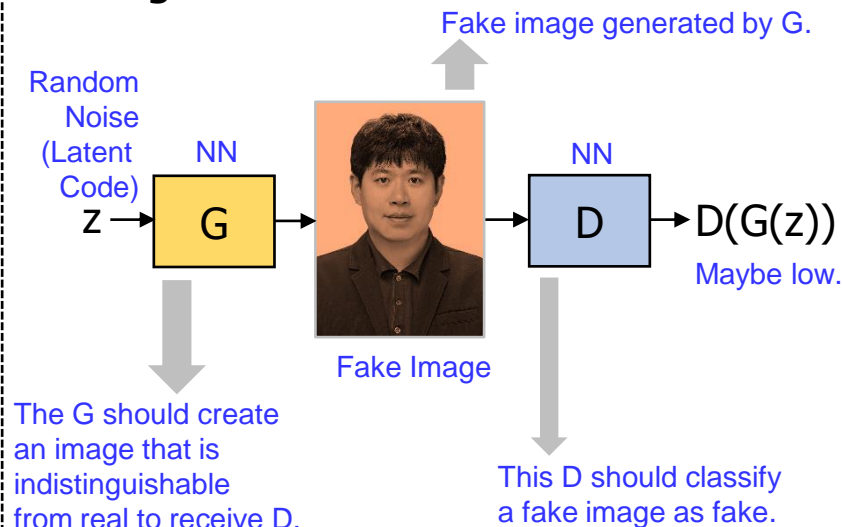 Fake image generated by G.
Random
Noise
(Latent
Code)
NN
NN
z
G
D
D(G(z))
Maybe low.
Fake Image
The G should create
an image that is
indistinguishable
from real to receive D.
This D should classify
a fake image as fake.